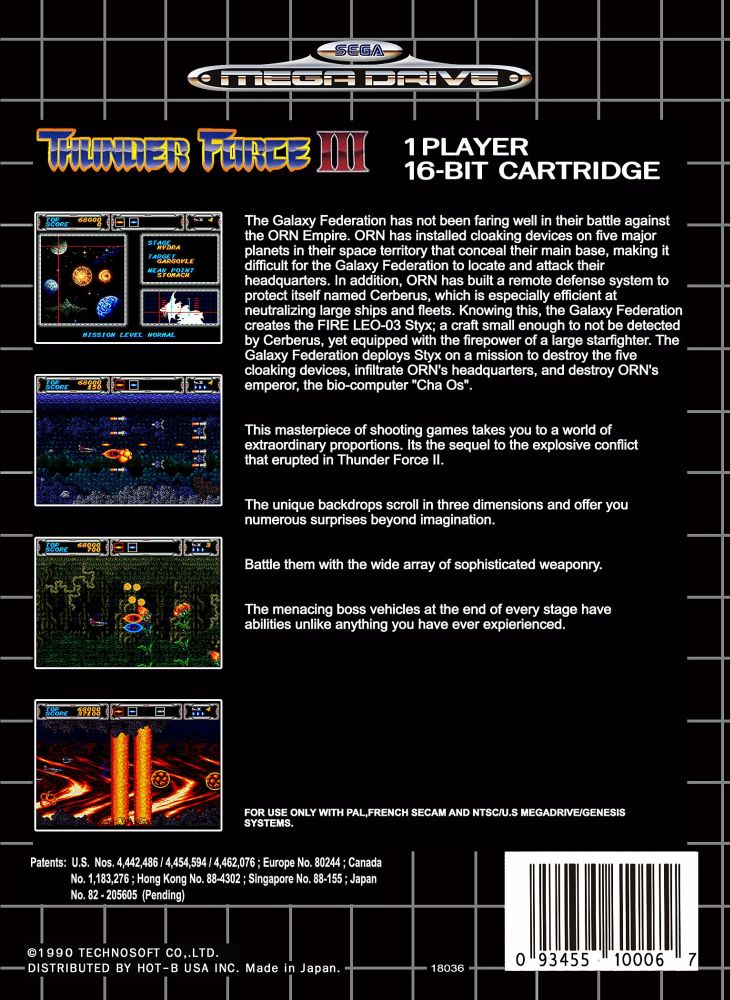 SEGA
MEGA DRIVE
THUNDER FORCE III
1 PLAYER
16-BIT CARTRIDGE
TOP 68000
SCORE 0
STAGE
HYDRA
TARGET
GARGOYLE
WEAK POINT
STOMACH
MISSION LEVEL NORMAL
The Galaxy Federation has not been faring well in their battle against
the ORN Empire. ORN has installed cloaking devices on five major
planets in their space territory that conceal their main base, making it
difficult for the Galaxy Federation to locate and attack their
headquarters. In addition, ORN has built a remote defense system to
protect itself named Cerberus, which is especially efficient at
neutralizing large ships and fleets. Knowing this, the Galaxy Federation
creates the FIRE LEO-03 Styx; a craft small enough to not be detected
by Cerberus, yet equipped with the firepower of a large starfighter. The
Galaxy Federation deploys Styx on a mission to destroy the five
cloaking devices, infiltrate ORN's headquarters, and destroy ORN's
emperor, the bio-computer "Cha Os".
TOP 68000
SCORE 150
This masterpiece of shooting games takes you to a world of
extraordinary proportions. Its the sequel to the explosive conflict
that erupted in Thunder Force II.
The unique backdrops scroll in three dimensions and offer you
numerous surprises beyond imagination.
TOP 68000
SCORE 700
Battle them with the wide array of sophisticated weaponry.
The menacing boss vehicles at the end of every stage have
abilities unlike anything you have ever expierienced.
TOP 68000
SCORE 37100
FOR USE ONLY WITH PAL,FRENCH SECAM AND NTSC/U.S MEGADRIVE/GENESIS
SYSTEMS.
Patents: U.S. Nos. 4,442,486 / 4,454,594 / 4,462,076 ; Europe No. 80244 ; Canada
No. 1,183,276 ; Hong Kong No. 88-4302 ; Singapore No. 88-155 ; Japan
No. 82 - 205605 (Pending)
©1990 TECHNOSOFT CO,.LTD.
DISTRIBUTED BY HOT-B USA INC. Made in Japan.
18036
0 93455 10006 7